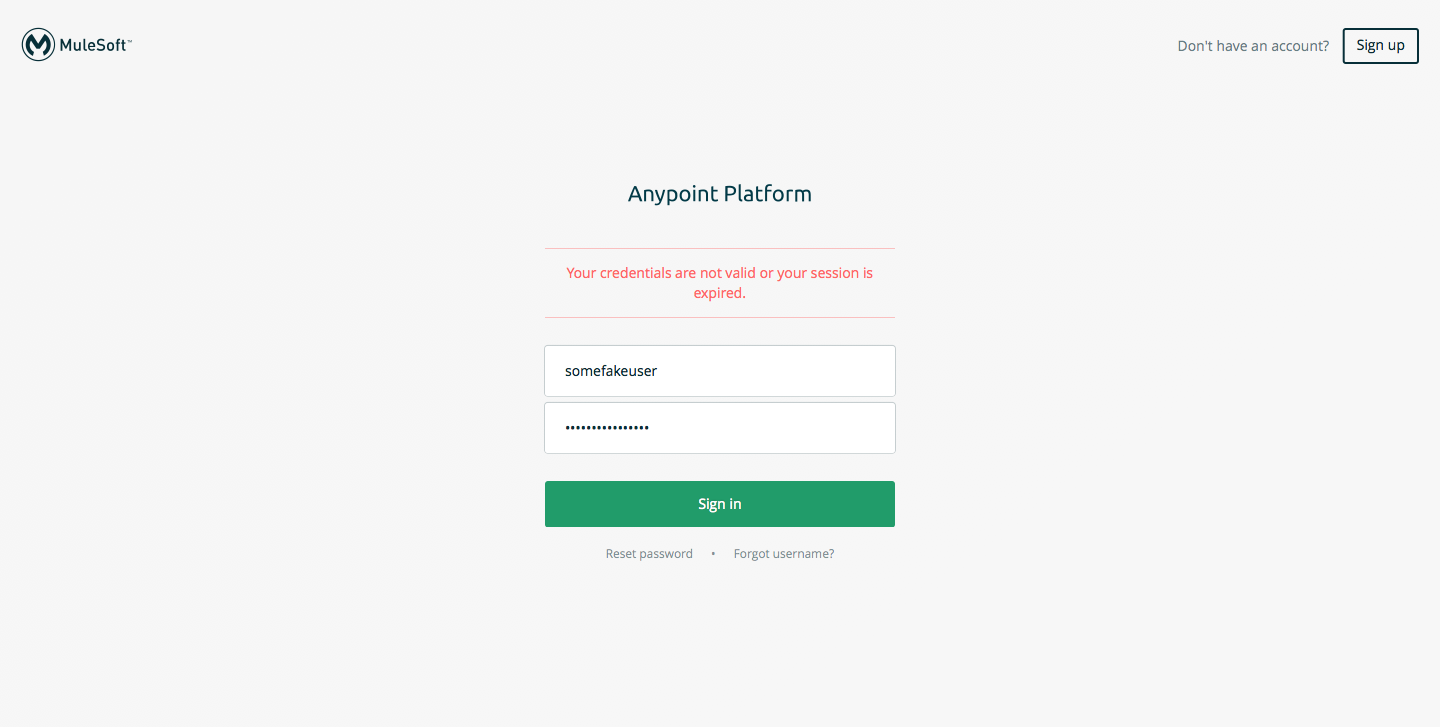 MuleSoft™
Don't have an account?
Sign up
Anypoint Platform
Your credentials are not valid or your session is
expired.
somefakeuser
••••••••••••••••
Sign in
Reset password • Forgot username?